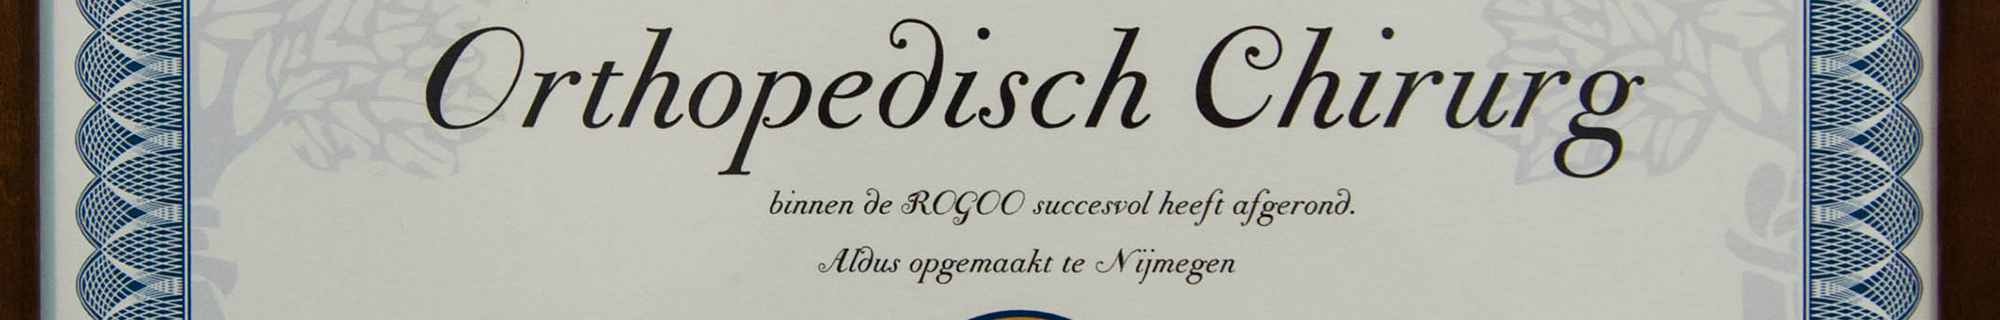 Orthopedisch Chirurg
binnen de ROGOO succesvol heeft afgerond.
Aldus opgemaakt te Nijmegen